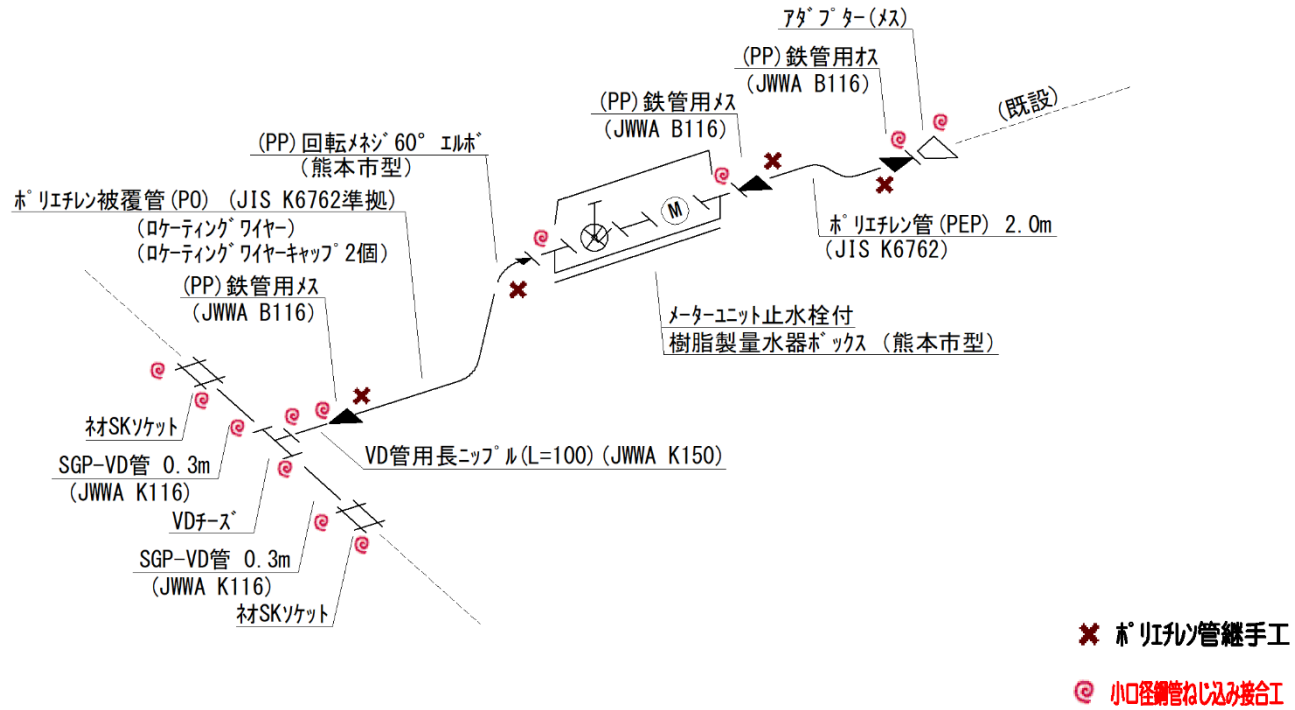 ｱﾀﾞﾌﾟﾀｰ(ﾒｽ)
(PP)鉄管用ｵｽ
(JWWA B116)
(PP)鉄管用ﾒｽ
(JWWA B116)
(既設)
(PP)回転ﾒﾈｼﾞ60° ｴﾙﾎﾞ
(熊本市型)
ﾎﾟﾘｴﾁﾚﾝ被覆管(PO) (JIS K6762準拠)
(ﾛｹｰﾃｨﾝｸﾞﾜｲﾔｰ)
(ﾛｹｰﾃｨﾝｸﾞﾜｲﾔｰｷｬｯﾌﾟ2個)
(PP)鉄管用ﾒｽ
(JWWA B116)
M
ﾎﾟﾘｴﾁﾚﾝ管(PEP) 2.0m
(JIS K6762)
ﾒｰﾀｰﾕﾆｯﾄ止水栓付
樹脂製量水器ﾎﾞｯｸｽ (熊本市型)
ﾈｵSKｿｹｯﾄ
SGP-VD管 0.3m
(JWWA K116)
VD管用長ﾆｯﾌﾟﾙ(L=100)(JWWA K150)
VDﾁｰｽﾞ
SGP-VD管 0.3m
(JWWA K116)
ﾈｵSKｿｹｯﾄ
ﾎﾟﾘｴﾁﾚﾝ管継手工
小口径鋼管ねじ込み接合工